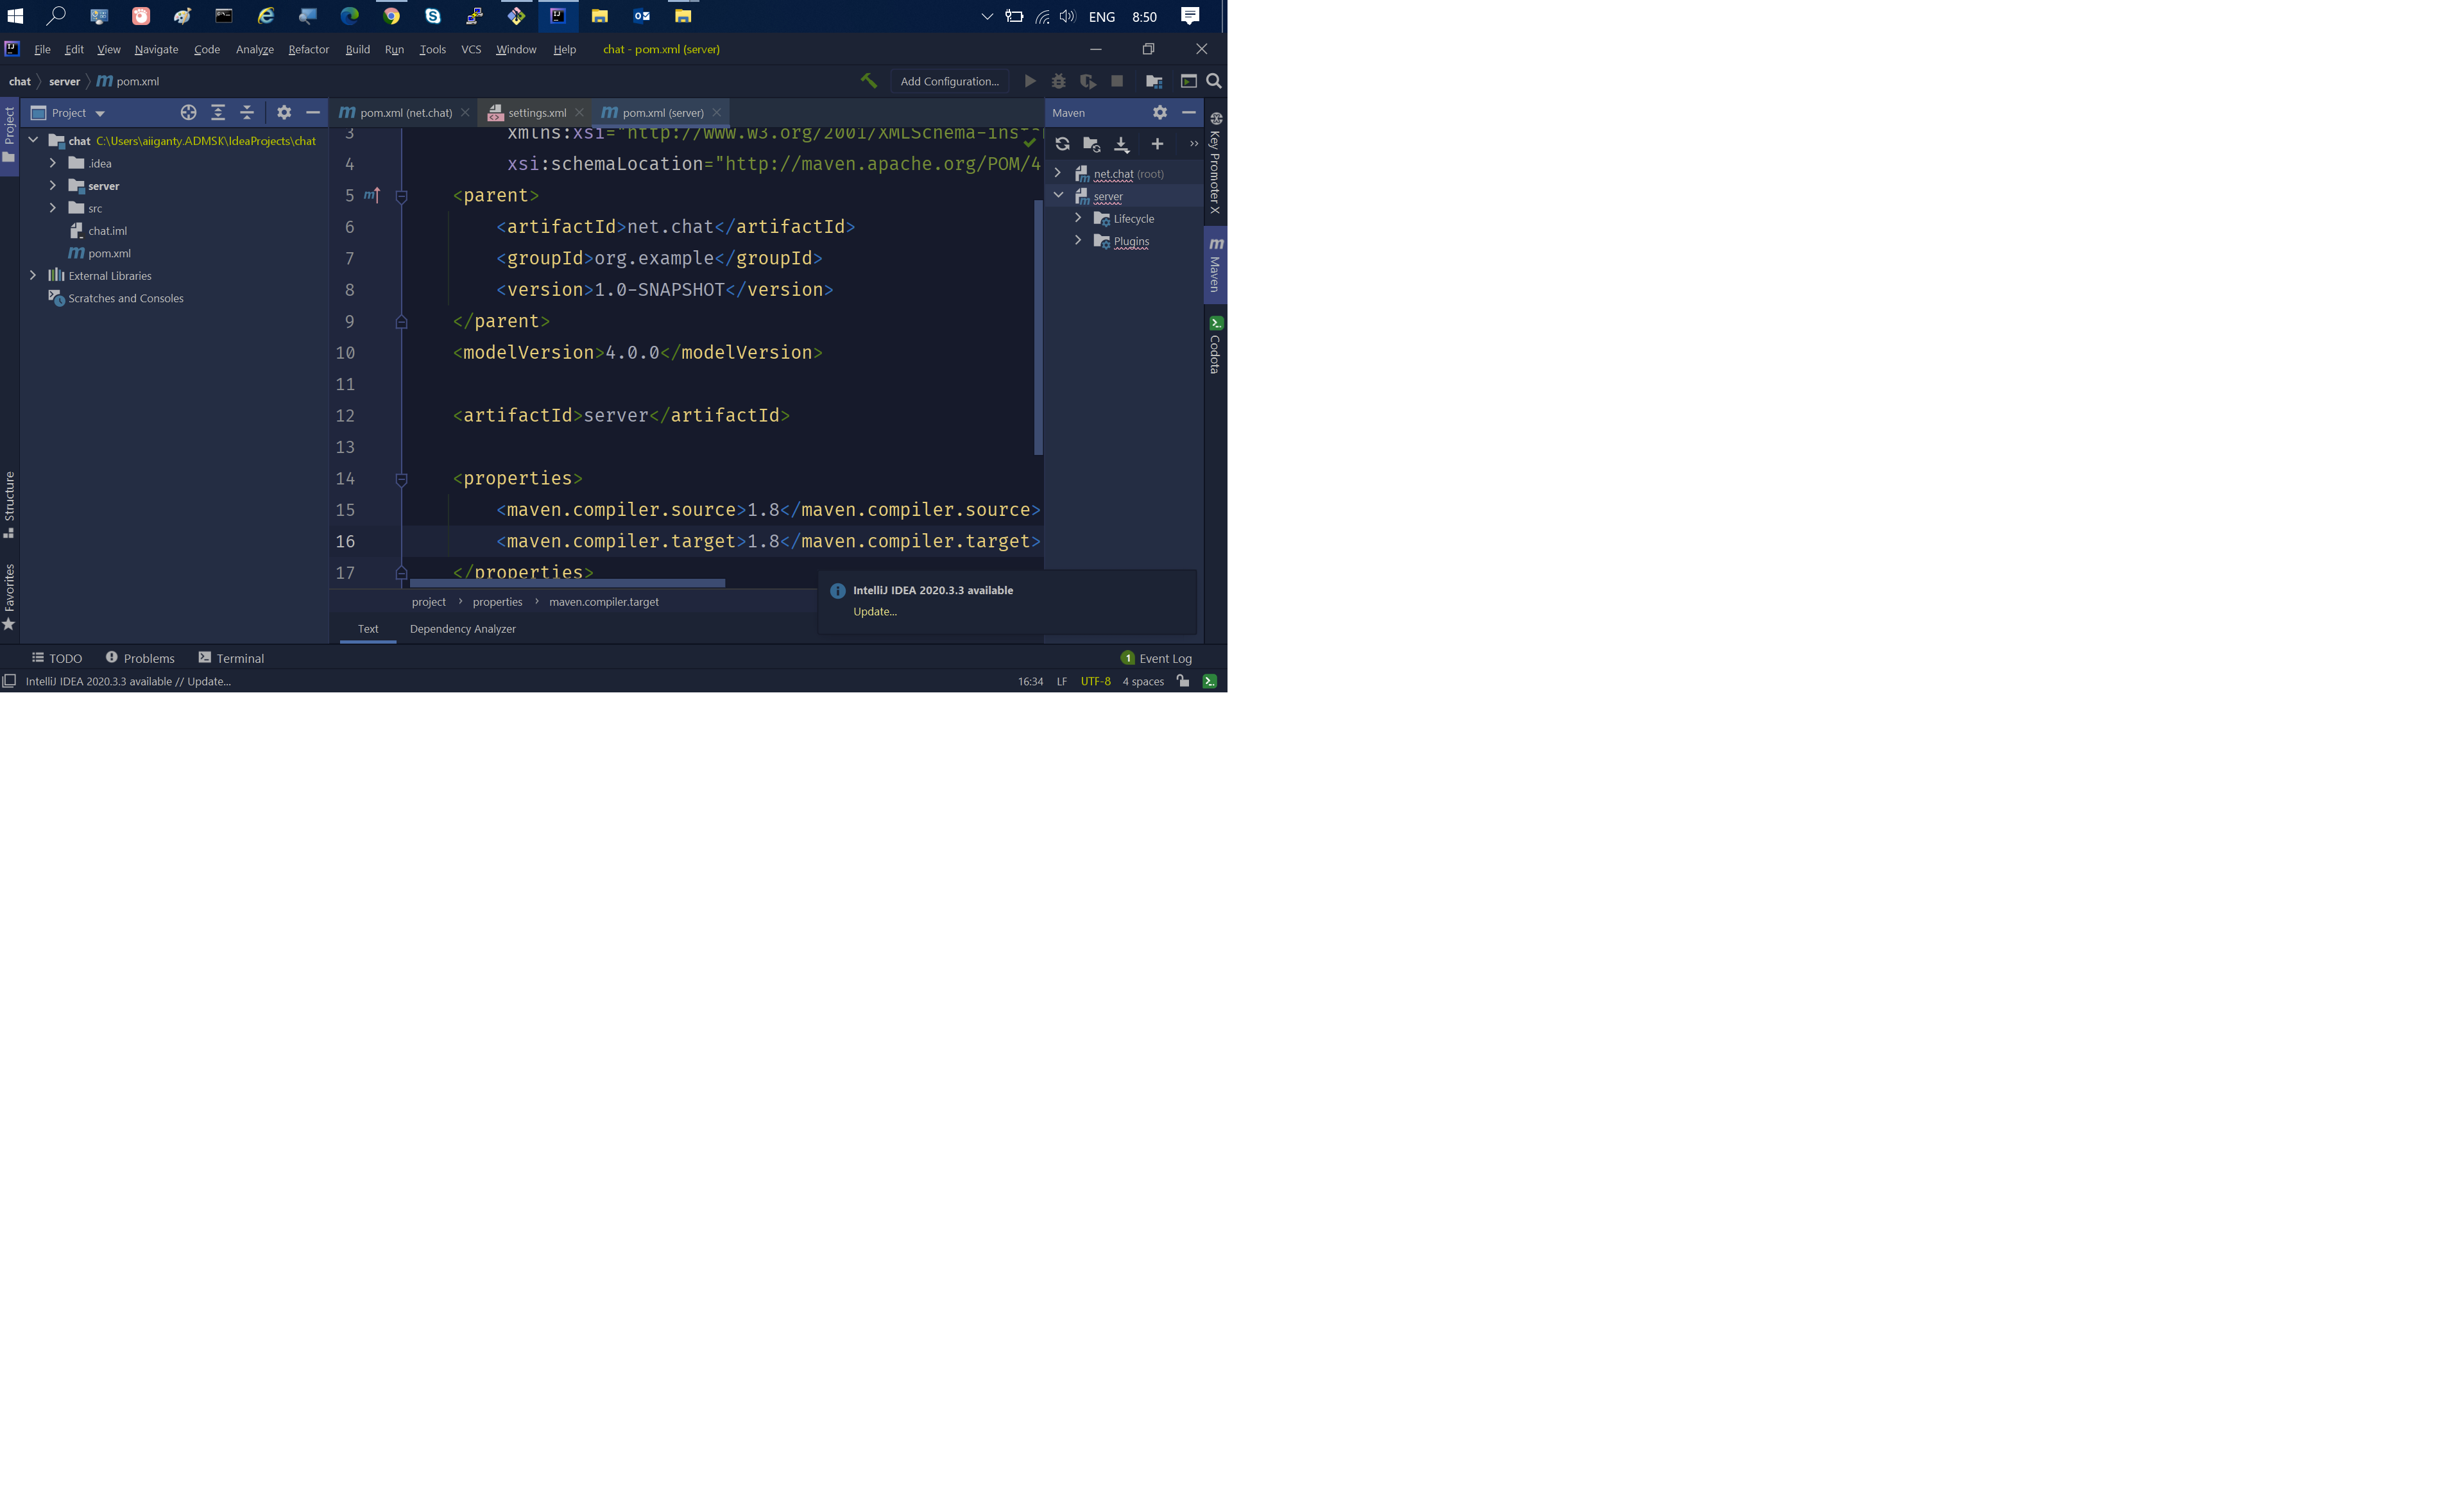 ENG 8:50
File Edit View Navigate Code Analyze Refactor Build Run Tools VCS Window Help chat - pom.xml (server)
chat server pom.xml Add Configuration...
Project
Project
pom.xml (net.chat) settings.xml pom.xml (server)
Maven
chat C:\Users\aiiganty.ADMSK\IdeaProjects\chat
.idea
server
src
chat.iml
pom.xml
External Libraries
Scratches and Consoles
Structure
Favorites
3 xmlns:xsi="http://www.w3.org/2001/XMLSchema-inst
4 xsi:schemaLocation="http://maven.apache.org/POM/4
5 <parent>
6 <artifactId>net.chat</artifactId>
7 <groupId>org.example</groupId>
8 <version>1.0-SNAPSHOT</version>
9 </parent>
10 <modelVersion>4.0.0</modelVersion>
11
12 <artifactId>server</artifactId>
13
14 <properties>
15 <maven.compiler.source>1.8</maven.compiler.source>
16 <maven.compiler.target>1.8</maven.compiler.target>
17 </properties>
project › properties › maven.compiler.target
Text Dependency Analyzer
net.chat (root)
server
Lifecycle
Plugins
Key Promoter X
Maven
Codota
IntelliJ IDEA 2020.3.3 available
Update...
TODO Problems Terminal 1 Event Log
IntelliJ IDEA 2020.3.3 available // Update... 16:34 LF UTF-8 4 spaces